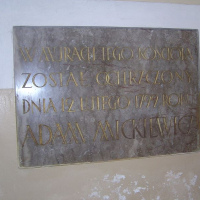 W MURACH TEGO KOŚCIOŁA
ZOSTAŁ OCHRZCZONY
DNIA 12 LUTEGO 1799 ROKU
ADAM MICKIEWICZ